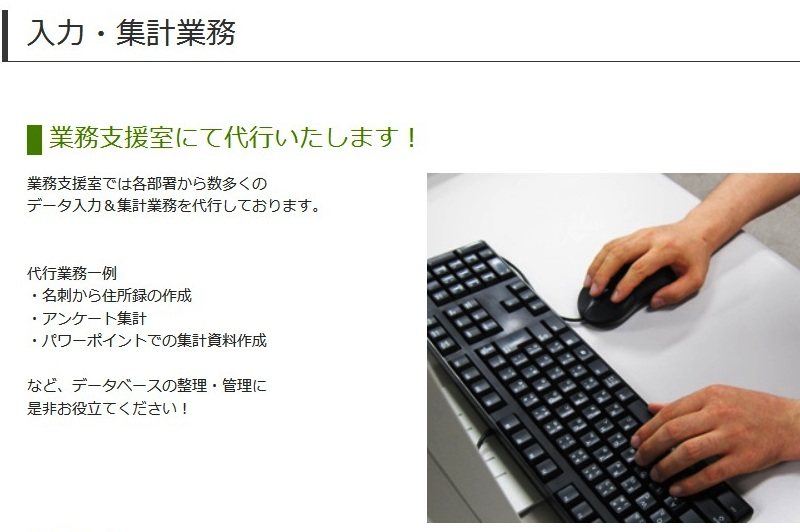 入力・集計業務
業務支援室にて代行いたします！
業務支援室では各部署から数多くの
データ入力＆集計業務を代行しております。
代行業務一例
・名刺から住所録の作成
・アンケート集計
・パワーポイントでの集計資料作成
など、データベースの整理・管理に
是非お役立てください！